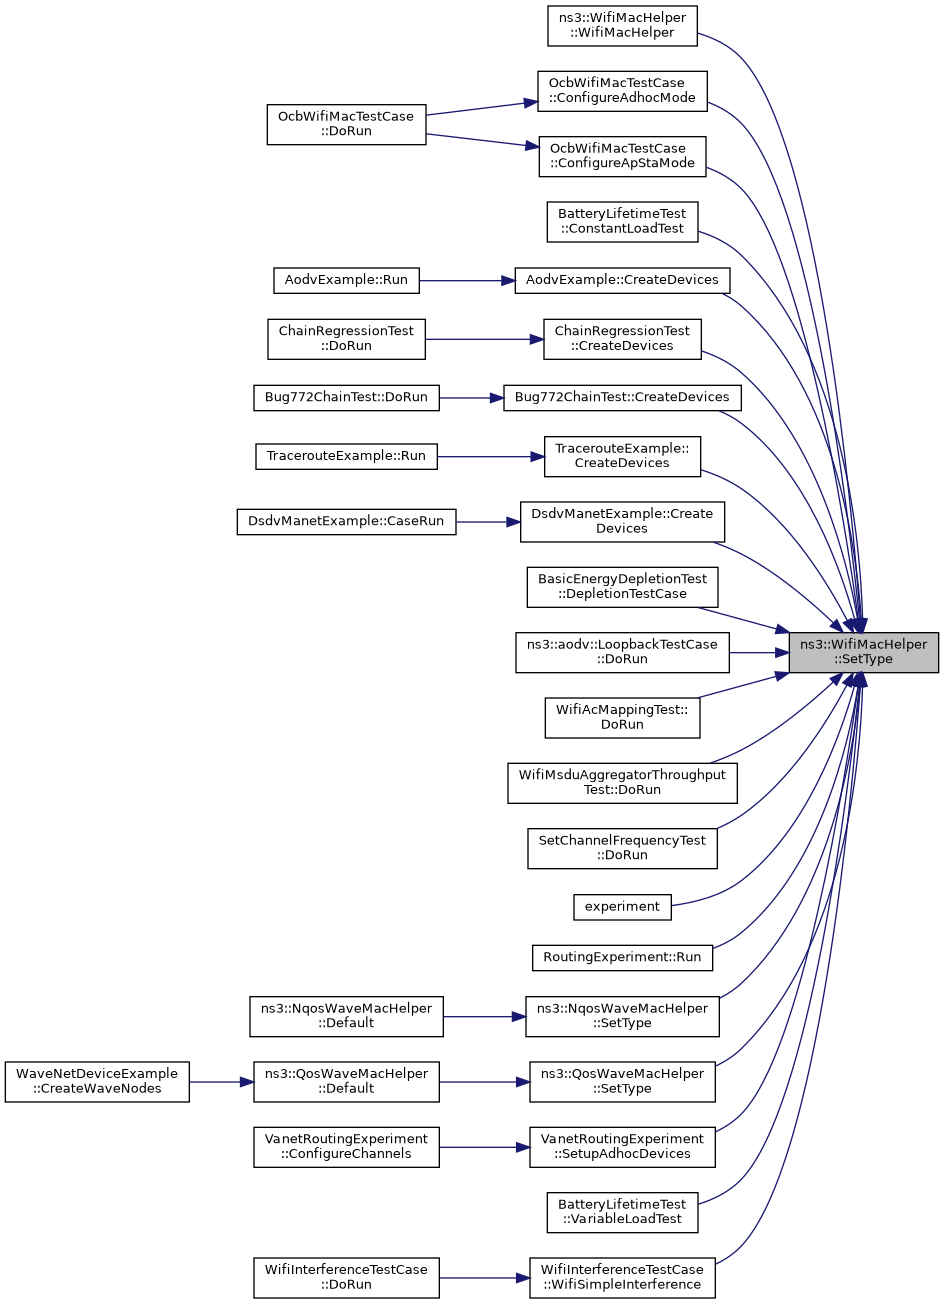 ns3::WifiMacHelper
::WifiMacHelper
OcbWifiMacTestCase
::ConfigureAdhocMode
OcbWifiMacTestCase
::DoRun
OcbWifiMacTestCase
::ConfigureApStaMode
BatteryLifetimeTest
::ConstantLoadTest
AodvExample::Run
AodvExample::CreateDevices
ChainRegressionTest
::DoRun
ChainRegressionTest
::CreateDevices
Bug772ChainTest::DoRun
Bug772ChainTest::CreateDevices
TracerouteExample::Run
TracerouteExample::
CreateDevices
DsdvManetExample::CaseRun
DsdvManetExample::Create
Devices
BasicEnergyDepletionTest
::DepletionTestCase
ns3::aodv::LoopbackTestCase
::DoRun
ns3::WifiMacHelper
::SetType
WifiAcMappingTest::
DoRun
WifiMsduAggregatorThroughput
Test::DoRun
SetChannelFrequencyTest
::DoRun
experiment
RoutingExperiment::Run
ns3::NqosWaveMacHelper
::Default
ns3::NqosWaveMacHelper
::SetType
WaveNetDeviceExample
::CreateWaveNodes
ns3::QosWaveMacHelper
::Default
ns3::QosWaveMacHelper
::SetType
VanetRoutingExperiment
::ConfigureChannels
VanetRoutingExperiment
::SetupAdhocDevices
BatteryLifetimeTest
::VariableLoadTest
WifiInterferenceTestCase
::DoRun
WifiInterferenceTestCase
::WifiSimpleInterference